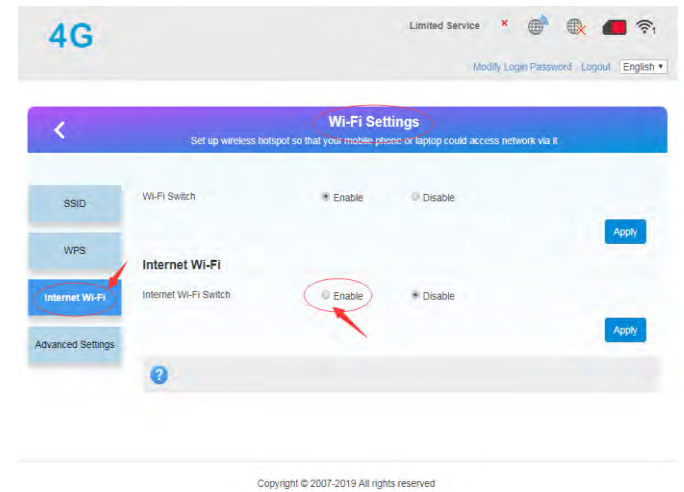 4G
Limited Service
1
Modify Login Password Logout English
Wi-Fi Settings
Set up wireless hotspot so that your mobile phone or laptop could access network via it
SSID
WPS
Internet Wi-Fi
Advanced Settings
Wi-Fi Switch Enable Disable
Apply
Internet Wi-Fi
Internet Wi-Fi Switch Enable Disable
Apply
?
Copyright © 2007-2019 All rights reserved